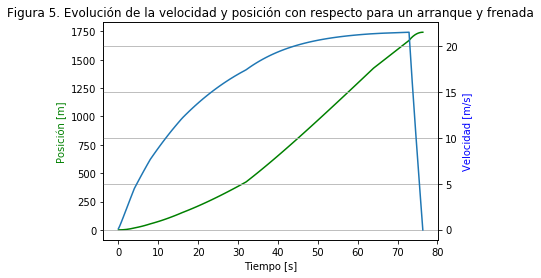 Figura 5. Evolución de la velocidad y posición con respecto para un arranque y frenada
1750
1500
1250
1000
750
500
250
0
Posición [m]
20
15
10
5
0
Velocidad [m/s]
0 10 20 30 40 50 60 70 80
Tiempo [s]